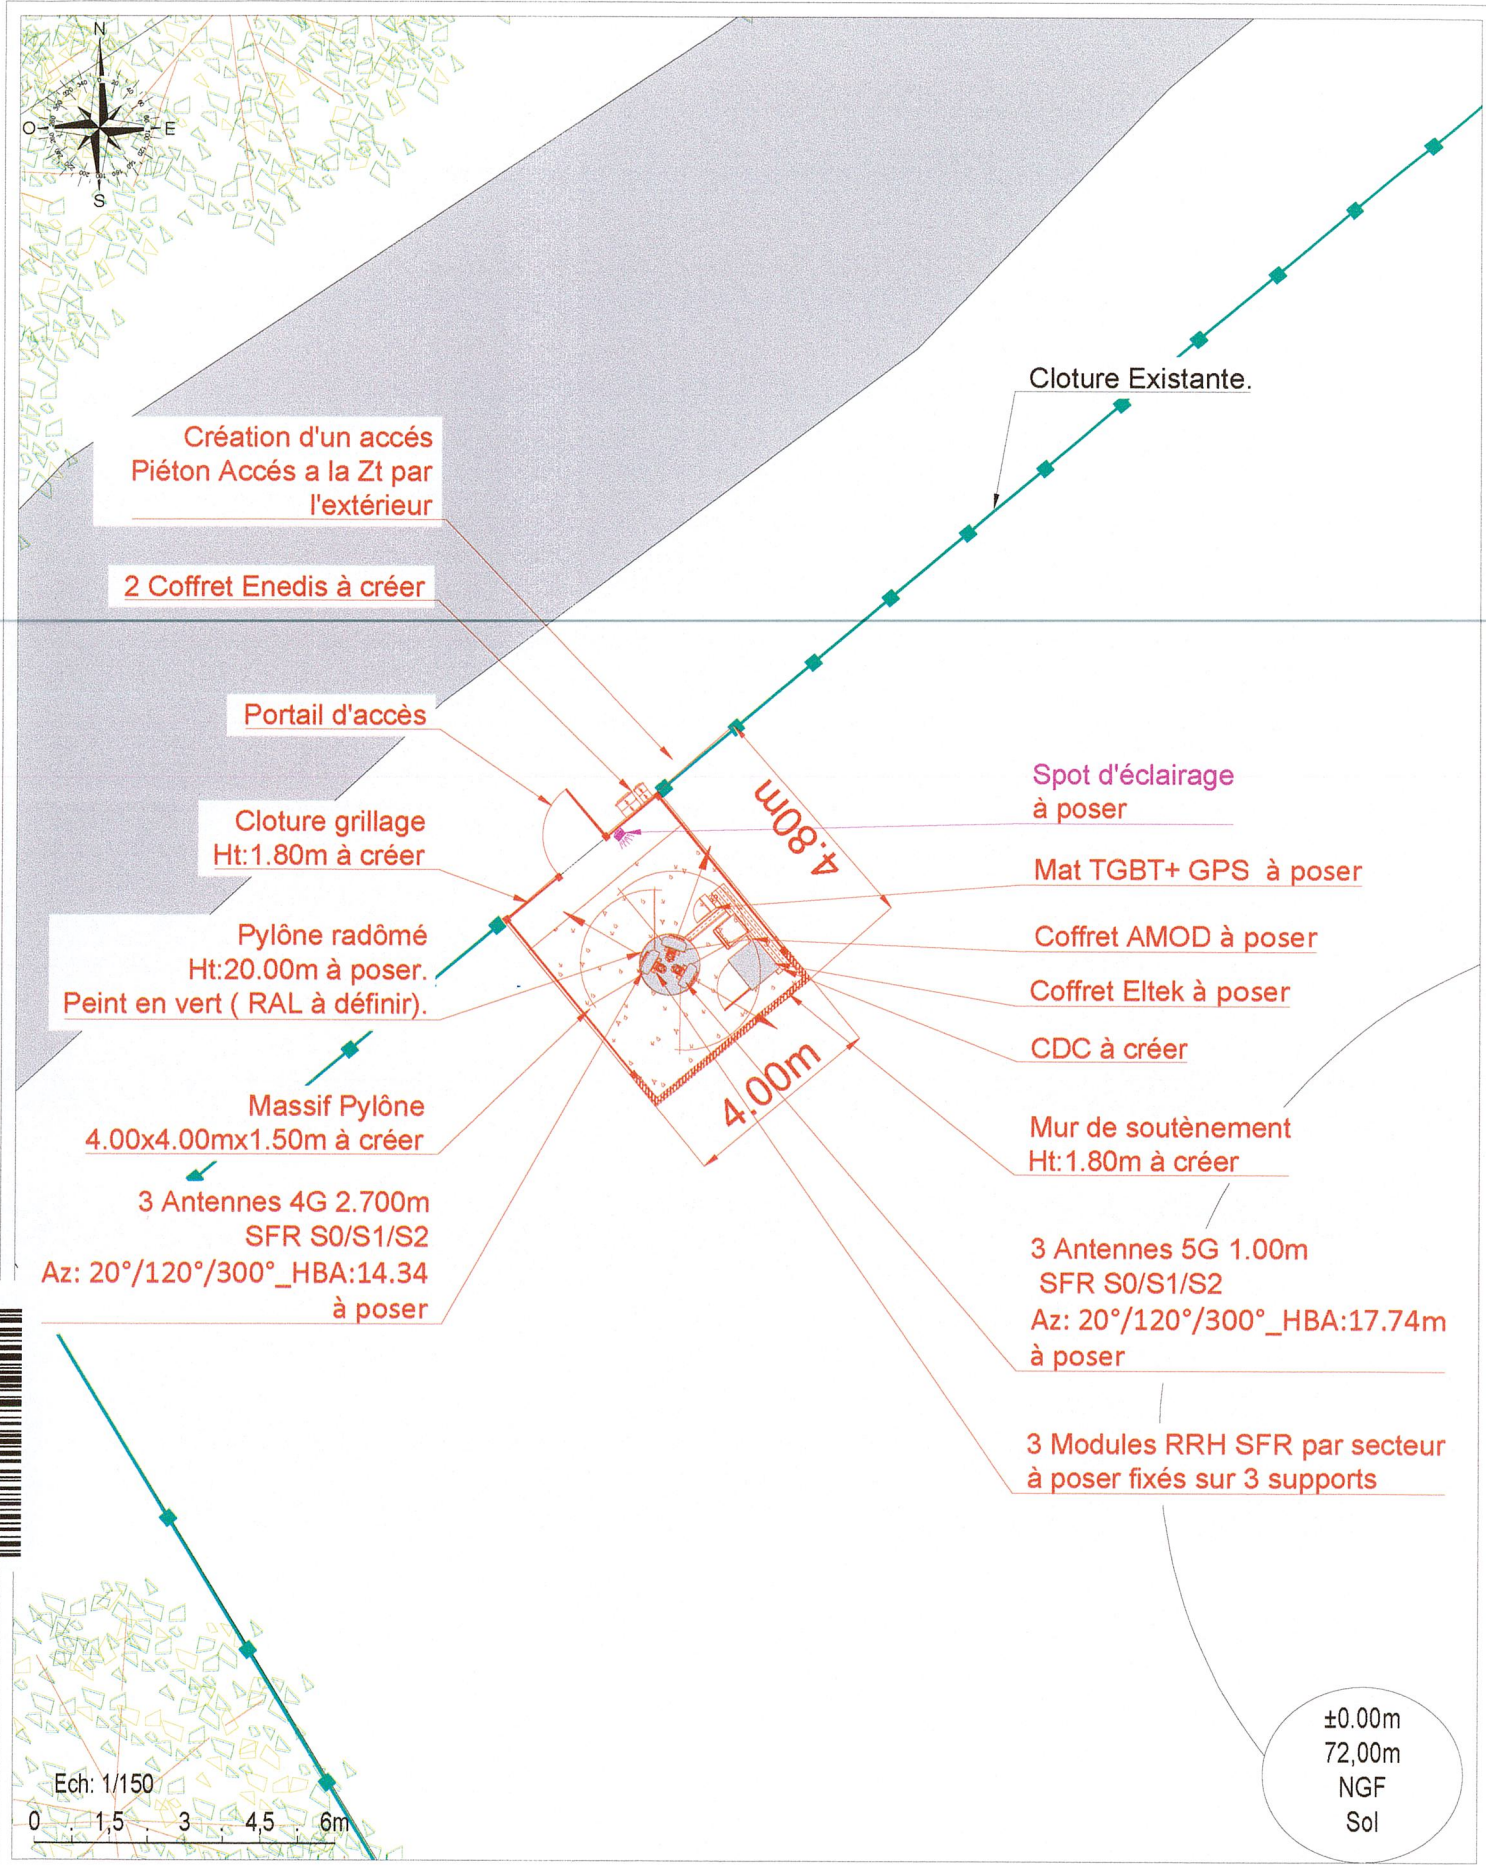 N
O
E
S
Cloture Existante.
Création d'un accés
Piéton Accés a la Zt par
l'extérieur
2 Coffret Enedis à créer
Portail d'accès
Cloture grillage
Ht:1.80m à créer
Pylône radômé
Ht:20.00m à poser.
Peint en vert ( RAL à définir).
Massif Pylône
4.00x4.00mx1.50m à créer
3 Antennes 4G 2.700m
SFR S0/S1/S2
Az: 20°/120°/300°_HBA:14.34
à poser
4.80m
4.00m
Spot d'éclairage
à poser
Mat TGBT+ GPS à poser
Coffret AMOD à poser
Coffret Eltek à poser
CDC à créer
Mur de soutènement
Ht:1.80m à créer
3 Antennes 5G 1.00m
SFR S0/S1/S2
Az: 20°/120°/300°_HBA:17.74m
à poser
3 Modules RRH SFR par secteur
à poser fixés sur 3 supports
Ech: 1/150
0 1,5 3 4,5 6m
±0.00m
72,00m
NGF
Sol